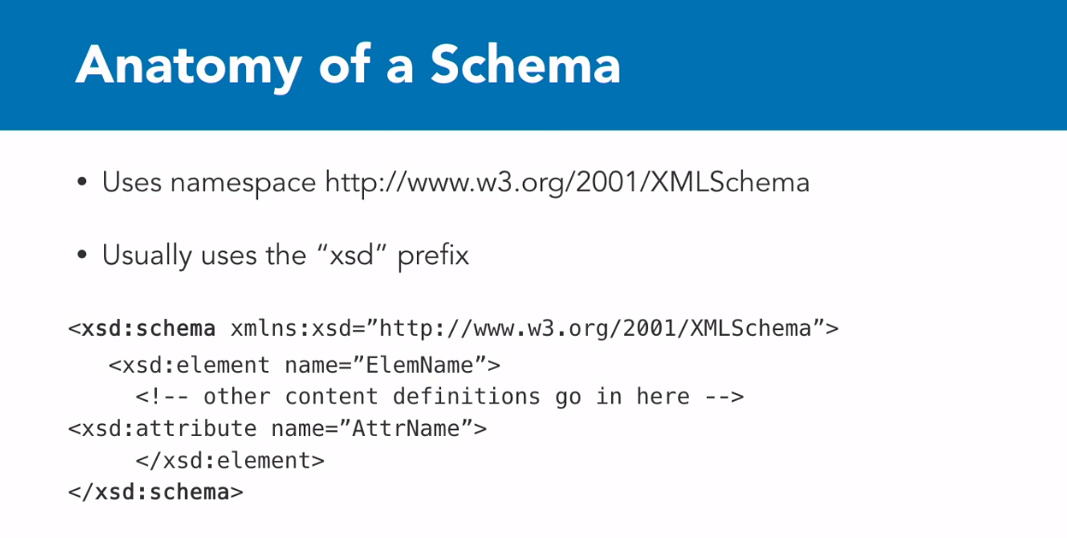 Anatomy of a Schema
• Uses namespace http://www.w3.org/2001/XMLSchema
• Usually uses the “xsd” prefix
<xsd:schema xmlns:xsd=”http://www.w3.org/2001/XMLSchema”>
<xsd:element name=”ElemName”>
<!-- other content definitions go in here -->
<xsd:attribute name=”AttrName”>
</xsd:element>
</xsd:schema>